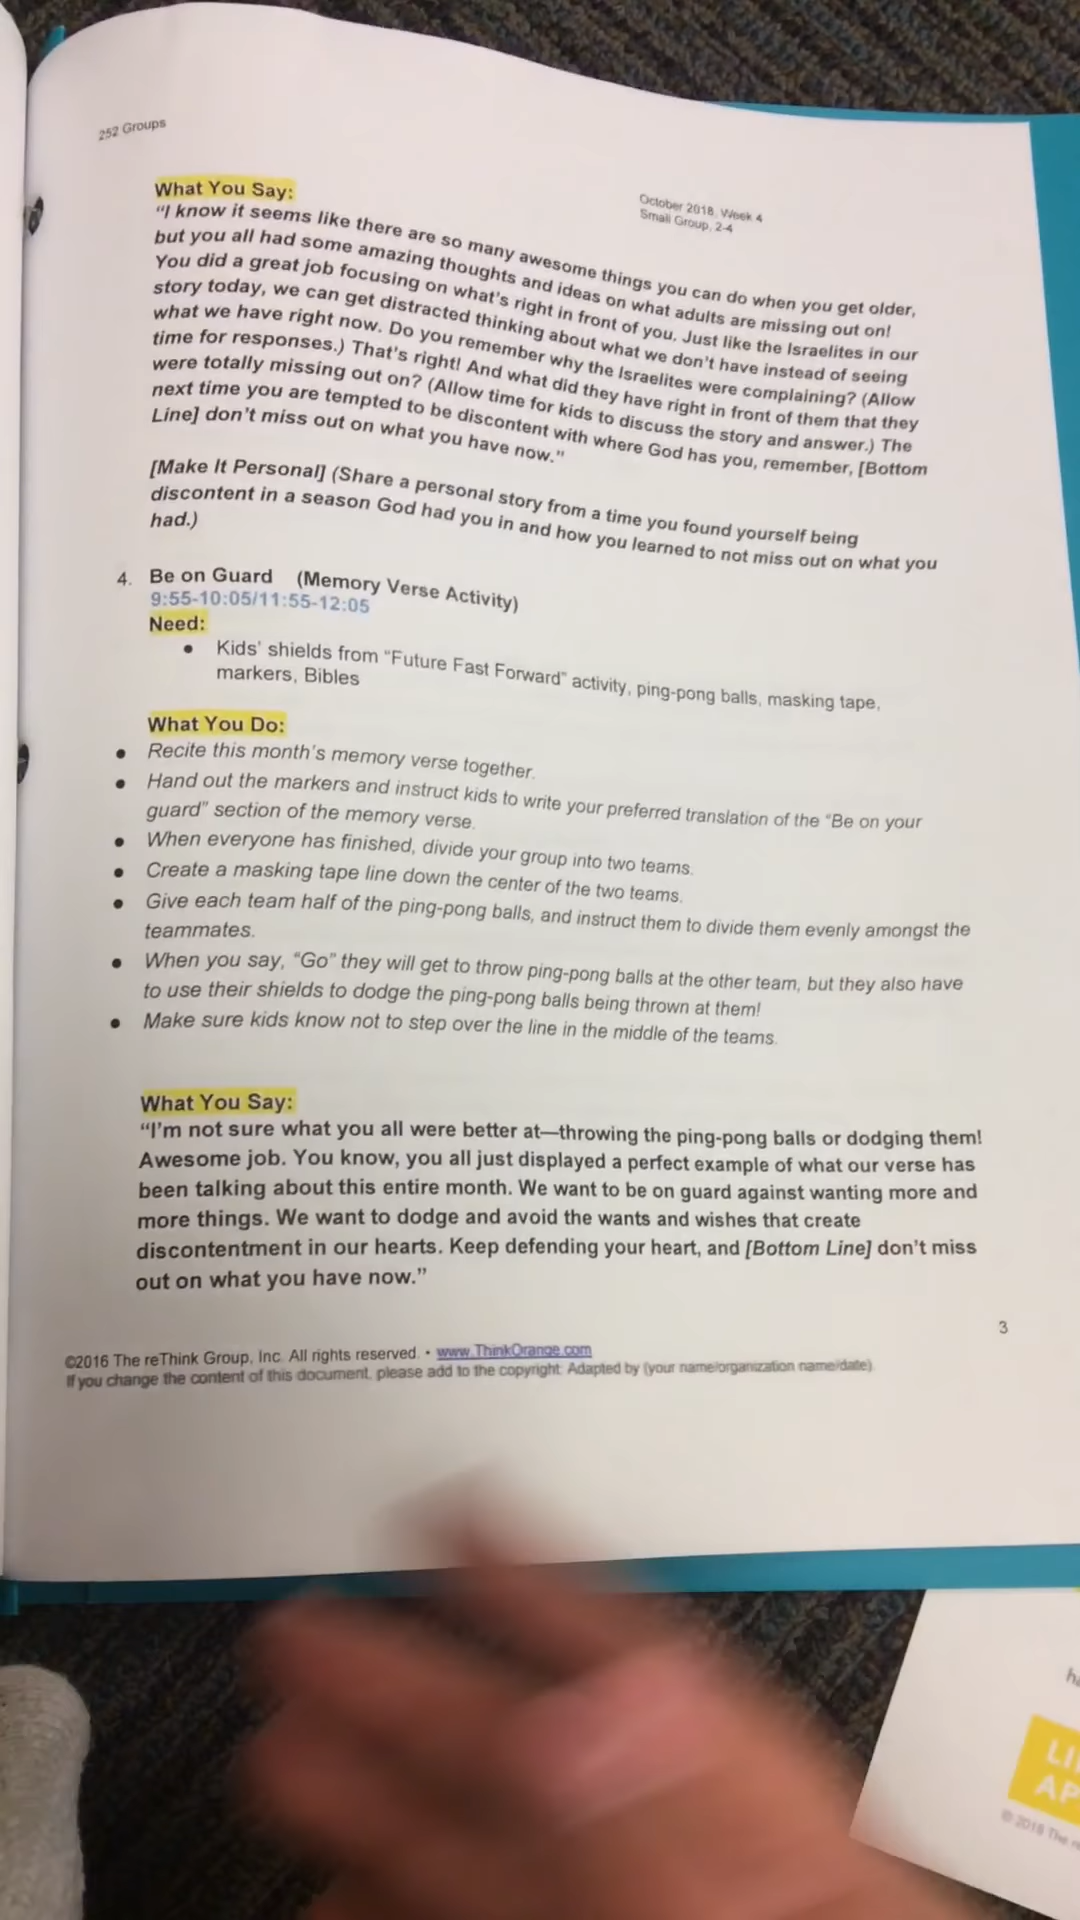 252 Groups
October 2018, Week 4
Small Group, 2-4
What You Say:
“I know it seems like there are so many awesome things you can do when you get older,
but you all had some amazing thoughts and ideas on what adults are missing out on!
You did a great job focusing on what’s right in front of you. Just like the Israelites in our
story today, we can get distracted thinking about what we don’t have instead of seeing
what we have right now. Do you remember why the Israelites were complaining? (Allow
time for responses.) That’s right! And what did they have right in front of them that they
were totally missing out on? (Allow time for kids to discuss the story and answer.) The
next time you are tempted to be discontent with where God has you, remember, [Bottom
Line] don’t miss out on what you have now.”
[Make It Personal] (Share a personal story from a time you found yourself being
discontent in a season God had you in and how you learned to not miss out on what you
had.)
4. Be on Guard (Memory Verse Activity)
9:55-10:05/11:55-12:05
Need:
• Kids’ shields from “Future Fast Forward” activity, ping-pong balls, masking tape,
markers, Bibles
What You Do:
• Recite this month’s memory verse together.
• Hand out the markers and instruct kids to write your preferred translation of the “Be on your
guard” section of the memory verse.
• When everyone has finished, divide your group into two teams.
• Create a masking tape line down the center of the two teams.
• Give each team half of the ping-pong balls, and instruct them to divide them evenly amongst the
teammates.
• When you say, “Go” they will get to throw ping-pong balls at the other team, but they also have
to use their shields to dodge the ping-pong balls being thrown at them!
• Make sure kids know not to step over the line in the middle of the teams.
What You Say:
“I’m not sure what you all were better at—throwing the ping-pong balls or dodging them!
Awesome job. You know, you all just displayed a perfect example of what our verse has
been talking about this entire month. We want to be on guard against wanting more and
more things. We want to dodge and avoid the wants and wishes that create
discontentment in our hearts. Keep defending your heart, and [Bottom Line] don’t miss
out on what you have now.”
3
©2016 The reThink Group, Inc. All rights reserved. • www.ThinkOrange.com
If you change the content of this document, please add to the copyright: Adapted by (your name/organization name/date).
LI
AP
© 2018 The